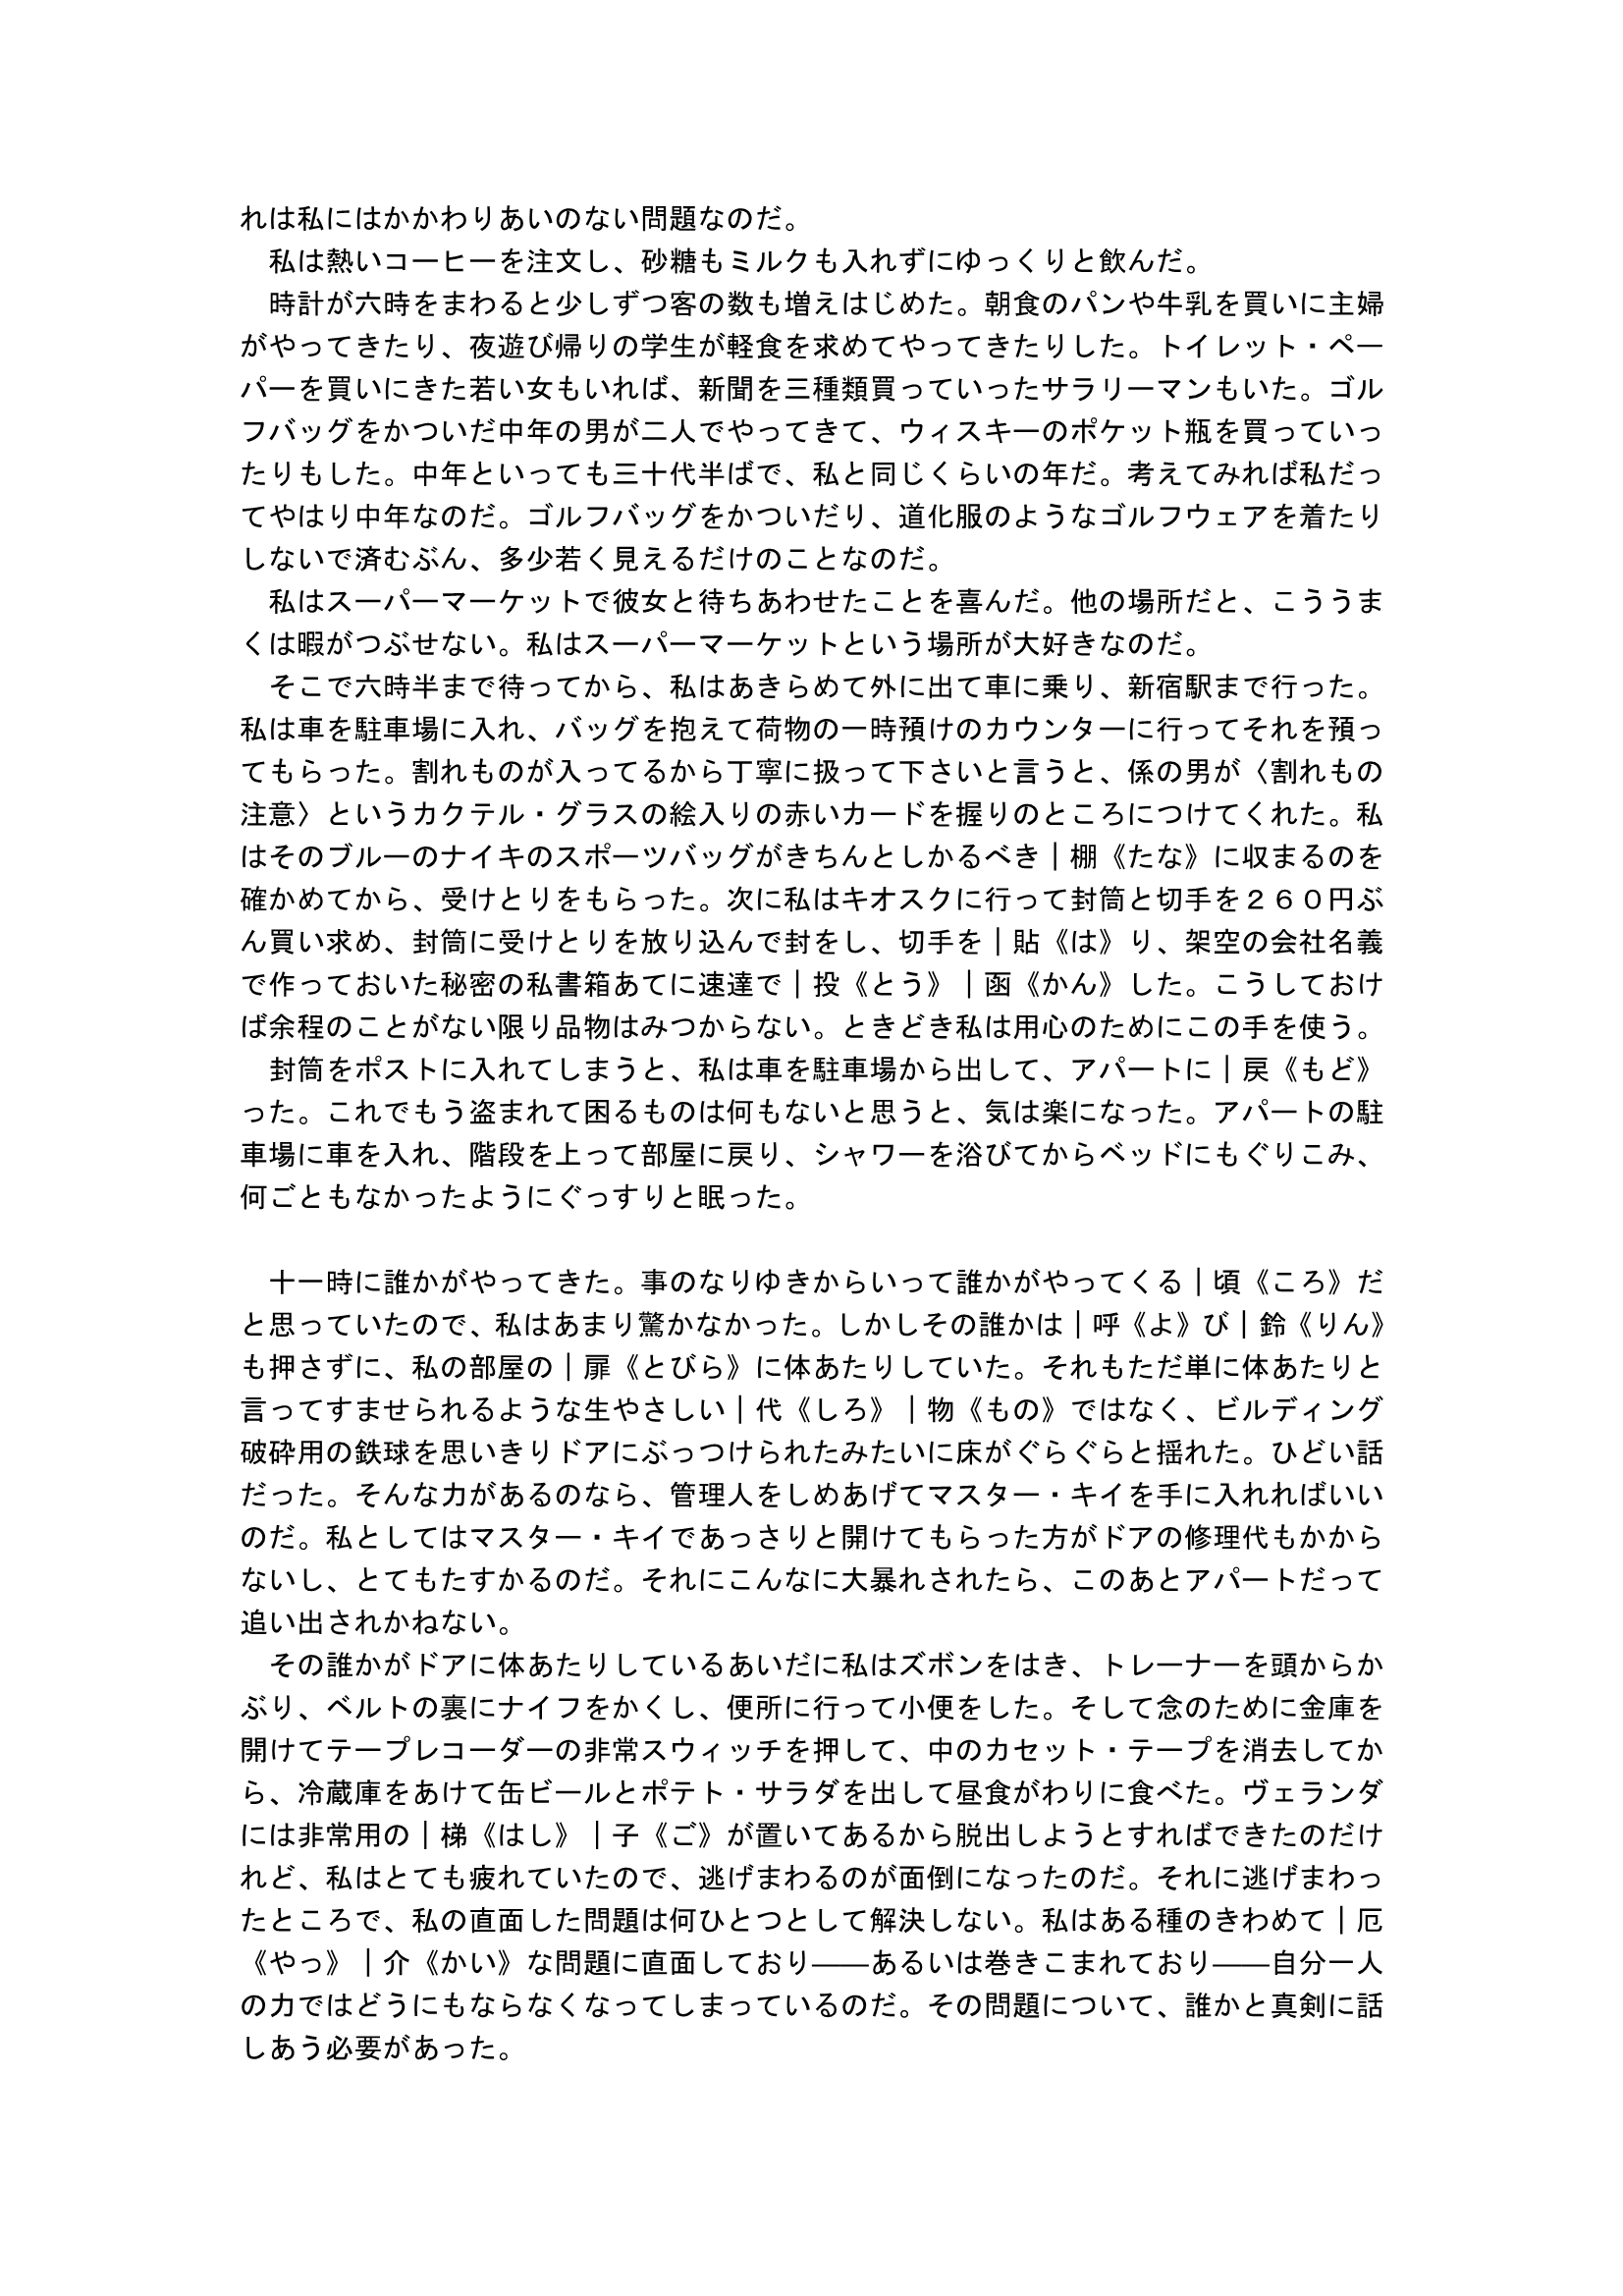 れは私にはかかわりあいのない問題なのだ。
　私は熱いコーヒーを注文し、砂糖もミルクも入れずにゆっくりと飲んだ。
　時計が六時をまわると少しずつ客の数も増えはじめた。朝食のパンや牛乳を買いに主婦
がやってきたり、夜遊び帰りの学生が軽食を求めてやってきたりした。トイレット・ペー
パーを買いにきた若い女もいれば、新聞を三種類買っていったサラリーマンもいた。ゴル
フバッグをかついだ中年の男が二人でやってきて、ウィスキーのポケット瓶を買っていっ
たりもした。中年といっても三十代半ばで、私と同じくらいの年だ。考えてみれば私だっ
てやはり中年なのだ。ゴルフバッグをかついだり、道化服のようなゴルフウェアを着たり
しないで済むぶん、多少若く見えるだけのことなのだ。
　私はスーパーマーケットで彼女と待ちあわせたことを喜んだ。他の場所だと、こううま
くは暇がつぶせない。私はスーパーマーケットという場所が大好きなのだ。
　そこで六時半まで待ってから、私はあきらめて外に出て車に乗り、新宿駅まで行った。
私は車を駐車場に入れ、バッグを抱えて荷物の一時預けのカウンターに行ってそれを預っ
てもらった。割れものが入ってるから丁寧に扱って下さいと言うと、係の男が〈割れもの
注意〉というカクテル・グラスの絵入りの赤いカードを握りのところにつけてくれた。私
はそのブルーのナイキのスポーツバッグがきちんとしかるべき｜棚《たな》に収まるのを
確かめてから、受けとりをもらった。次に私はキオスクに行って封筒と切手を２６０円ぶ
ん買い求め、封筒に受けとりを放り込んで封をし、切手を｜貼《は》り、架空の会社名義
で作っておいた秘密の私書箱あてに速達で｜投《とう》｜函《かん》した。こうしておけ
ば余程のことがない限り品物はみつからない。ときどき私は用心のためにこの手を使う。
　封筒をポストに入れてしまうと、私は車を駐車場から出して、アパートに｜戻《もど》
った。これでもう盗まれて困るものは何もないと思うと、気は楽になった。アパートの駐
車場に車を入れ、階段を上って部屋に戻り、シャワーを浴びてからベッドにもぐりこみ、
何ごともなかったようにぐっすりと眠った。

　十一時に誰かがやってきた。事のなりゆきからいって誰かがやってくる｜頃《ころ》だ
と思っていたので、私はあまり驚かなかった。しかしその誰かは｜呼《よ》び｜鈴《りん》
も押さずに、私の部屋の｜扉《とびら》に体あたりしていた。それもただ単に体あたりと
言ってすませられるような生やさしい｜代《しろ》｜物《もの》ではなく、ビルディング
破砕用の鉄球を思いきりドアにぶっつけられたみたいに床がぐらぐらと揺れた。ひどい話
だった。そんな力があるのなら、管理人をしめあげてマスター・キイを手に入れればいい
のだ。私としてはマスター・キイであっさりと開けてもらった方がドアの修理代もかから
ないし、とてもたすかるのだ。それにこんなに大暴れされたら、このあとアパートだって
追い出されかねない。
　その誰かがドアに体あたりしているあいだに私はズボンをはき、トレーナーを頭からか
ぶり、ベルトの裏にナイフをかくし、便所に行って小便をした。そして念のために金庫を
開けてテープレコーダーの非常スウィッチを押して、中のカセット・テープを消去してか
ら、冷蔵庫をあけて缶ビールとポテト・サラダを出して昼食がわりに食べた。ヴェランダ
には非常用の｜梯《はし》｜子《ご》が置いてあるから脱出しようとすればできたのだけ
れど、私はとても疲れていたので、逃げまわるのが面倒になったのだ。それに逃げまわっ
たところで、私の直面した問題は何ひとつとして解決しない。私はある種のきわめて｜厄
《やっ》｜介《かい》な問題に直面しており――あるいは巻きこまれており――自分一人
の力ではどうにもならなくなってしまっているのだ。その問題について、誰かと真剣に話
しあう必要があった。